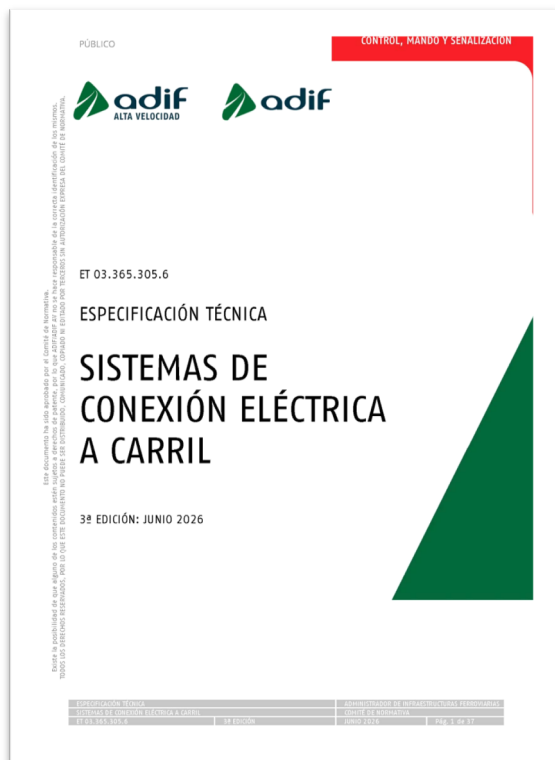 PÚBLICO
CONTROL, MANDO Y SEÑALIZACIÓN
adif
ALTA VELOCIDAD
adif
Este documento ha sido aprobado por el Comité de Normativa.
Existe la posibilidad de que alguno de los contenidos estén sujetos a derechos de patente, por lo que ADIF/ADIF AV no se hace responsable de la correcta identificación de los mismos.
TODOS LOS DERECHOS RESERVADOS, POR LO QUE ESTE DOCUMENTO NO PUEDE SER DISTRIBUIDO, COMUNICADO, COPIADO NI EDITADO POR TERCEROS SIN AUTORIZACIÓN EXPRESA DEL COMITÉ DE NORMATIVA.
ET 03.365.305.6
ESPECIFICACIÓN TÉCNICA
SISTEMAS DE
CONEXIÓN ELÉCTRICA
A CARRIL
3ª EDICIÓN: JUNIO 2026
ESPECIFICACIÓN TÉCNICA ADMINISTRADOR DE INFRAESTRUCTURAS FERROVIARIAS
SISTEMAS DE CONEXIÓN ELÉCTRICA A CARRIL COMITÉ DE NORMATIVA
ET 03.365.305.6 3ª EDICIÓN JUNIO 2026 Pág. 1 de 37